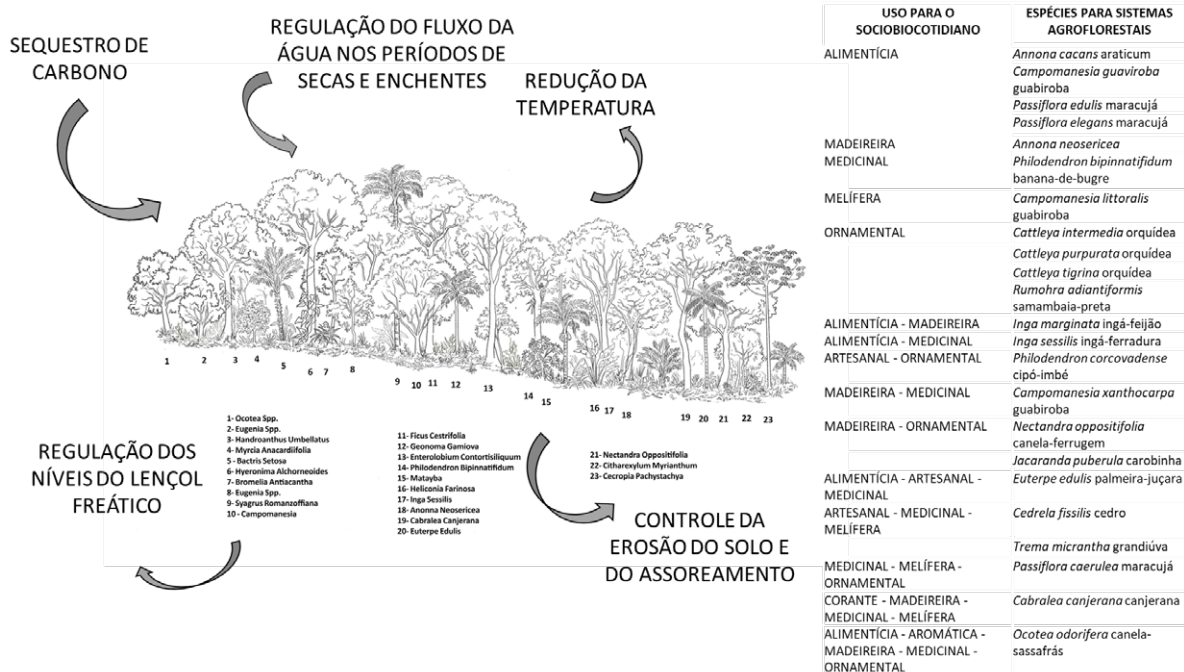 SEQUESTRO DE
CARBONO
REGULAÇÃO DO FLUXO DA
ÁGUA NOS PERÍODOS DE
SECAS E ENCHENTES
REDUÇÃO DA
TEMPERATURA
1 2 3 4 5 6 7 8 9 10 11 12 13 14 15 16 17 18 19 20 21 22 23
REGULAÇÃO DOS
NÍVEIS DO LENÇOL
FREÁTICO
1- Ocotea Spp.
2- Eugenia Spp.
3- Handroanthus Umbellatus
4- Myrcia Anacardiifolia
5- Bactris Setosa
6- Hyeronima Alchorneoides
7- Bromelia Antiacantha
8- Eugenia Spp.
9- Syagrus Romanzoffiana
10 - Campomanesia
11- Ficus Cestrifolia
12- Geonoma Gamiova
13- Enterolobium Contortisiliquum
14- Philodendron Bipinnatifidum
15- Matayba
16- Heliconia Farinosa
17- Inga Sessilis
18- Anonna Neosericea
19- Cabralea Canjerana
20- Euterpe Edulis
21- Nectandra Oppositifolia
22- Citharexylum Myrianthum
23- Cecropia Pachystachya
CONTROLE DA
EROSÃO DO SOLO E
DO ASSOREAMENTO
USO PARA O
SOCIOBIOCOTIDIANO
ESPÉCIES PARA SISTEMAS
AGROFLORESTAIS
ALIMENTÍCIA
Annona cacans araticum
Campomanesia guaviroba
guabiroba
Passiflora edulis maracujá
Passiflora elegans maracujá
MADEIREIRA
Annona neosericea
MEDICINAL
Philodendron bipinnatifidum
banana-de-bugre
MELÍFERA
Campomanesia littoralis
guabiroba
ORNAMENTAL
Cattleya intermedia orquídea
Cattleya purpurata orquídea
Cattleya tigrina orquídea
Rumohra adiantiformis
samambaia-preta
ALIMENTÍCIA - MADEIREIRA
Inga marginata ingá-feijão
ALIMENTÍCIA - MEDICINAL
Inga sessilis ingá-ferradura
ARTESANAL - ORNAMENTAL
Philodendron corcovadense
cipó-imbé
MADEIREIRA - MEDICINAL
Campomanesia xanthocarpa
guabiroba
MADEIREIRA - ORNAMENTAL
Nectandra oppositifolia
canela-ferrugem
Jacaranda puberula carobinha
ALIMENTÍCIA - ARTESANAL -
MEDICINAL
Euterpe edulis palmeira-juçara
ARTESANAL - MEDICINAL -
MELÍFERA
Cedrela fissilis cedro
Trema micrantha grandiúva
MEDICINAL - MELÍFERA -
ORNAMENTAL
Passiflora caerulea maracujá
CORANTE - MADEIREIRA -
MEDICINAL - MELÍFERA
Cabralea canjerana canjerana
ALIMENTÍCIA - AROMÁTICA -
MADEIREIRA - MEDICINAL -
ORNAMENTAL
Ocotea odorifera canela-
sassafrás